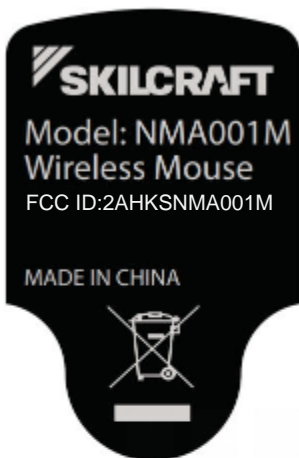 SKILCRAFT
Model: NMA001M
Wireless Mouse
FCC ID:2AHKSNMA001M
MADE IN CHINA